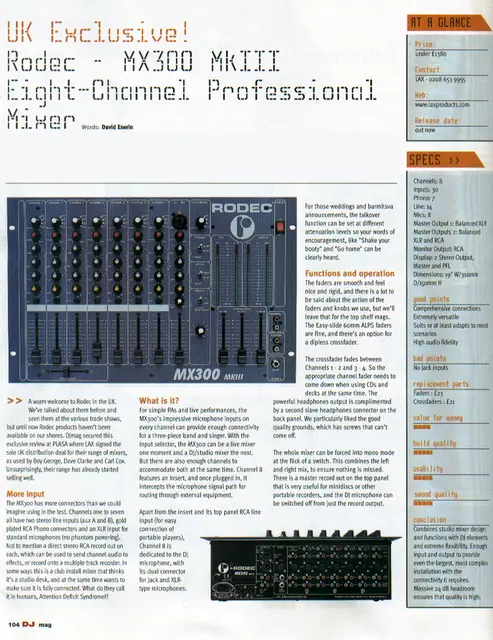 UK Exclusive!
Rodec - MX300 MkIII
Eight-Channel Professional
Mixer Words: David Eserin
AT A GLANCE
Price:
under £1380
Contact:
LAX - 0208 653 9955
Web:
www.laxproducts.com
Release date:
out now
SPECS >>
Channels: 8
Inputs: 30
Phono: 7
Line: 14
Mics: 8
Master Output 1: Balanced XLR
Master Outputs 2: Balanced
XLR and RCA
Monitor Output: RCA
Display: 2 Stereo Output,
Master and PFL
Dimensions: 19" W/310mm
D/532mm H
good points
Comprehensive connections
Extremely versatile
Suits or at least adapts to most
scenarios
High audio fidelity
bad points
No jack inputs
replacement parts
Faders : £23
Crossfaders : £21
value for money
build quality
usability
sound quality
conclusion
Combines studio mixer design
and functions with DJ elements
and extreme flexibility. Enough
input and output to provide
even the largest, most complex
installation with the
connectivity it requires.
Massive 24 dB headroom
ensures that quality is high.
RODEC
MX300 MKIII
>> A warm welcome to Rodec in the UK.
We've talked about them before and
seen them at the various trade shows,
but until now Rodec products haven't been
available on our shores. DJmag secured this
exclusive review at PLASA where LAX signed the
sole UK distribution deal for their range of mixers,
as used by Boy George, Dave Clarke and Carl Cox.
Unsurprisingly, their range has already started
selling well.
More input
The MX300 has more connectors than we could
imagine using in the test. Channels one to seven
all have two stereo line inputs (aux A and B), gold
plated RCA Phono connectors and an XLR input for
standard microphones (no phantom powering).
Not to mention a direct stereo RCA record out on
each, which can be used to send channel audio to
effects, or record onto a multiple track recorder. In
some ways this is a club install mixer that thinks
it's a studio desk, and at the same time wants to
make sure it is fully connected. What do they call
it in humans, Attention Deficit Syndrome!?
What is it?
For simple PAs and live performances, the
MX300's impressive microphone inputs on
every channel can provide enough connectivity
for a three-piece band and singer. With the
input selector, the MX300 can be a live mixer
one moment and a DJ/studio mixer the next.
But there are also enough channels to
accommodate both at the same time. Channel 8
features an insert, and once plugged in, it
intercepts the microphone signal path for
routing through external equipment.
Apart from the insert and its top panel RCA line
input (for easy
connection of
portable players),
Channel 8 is
dedicated to the DJ
microphone, with
its dual connector
for jack and XLR-
type microphones.
For those weddings and barmitsva
announcements, the talkover
function can be set at different
attenuation levels so your words of
encouragement, like "Shake your
booty" and "Go home" can be
clearly heard.
Functions and operation
The faders are smooth and feel
nice and rigid, and there is a lot to
be said about the action of the
faders and knobs we use, but we'll
leave that for the top shelf mags.
The Easy-slide 60mm ALPS faders
are fine, and there's an option for
a dipless crossfader.
The crossfader fades between
Channels 1 - 2 and 3 - 4. So the
appropriate channel fader needs to
come down when using CDs and
decks at the same time. The
powerful headphones output is complimented
by a second slave headphones connector on the
back panel. We particularly liked the good
quality grounds, which has screws that can't
come off.
The whole mixer can be forced into mono mode
at the flick of a switch. This combines the left
and right mix, to ensure nothing is missed.
There is a master record out on the top panel
that is very useful for minidiscs or other
portable recorders, and the DJ microphone can
be switched off from just the record output.
RODEC
104 DJ mag